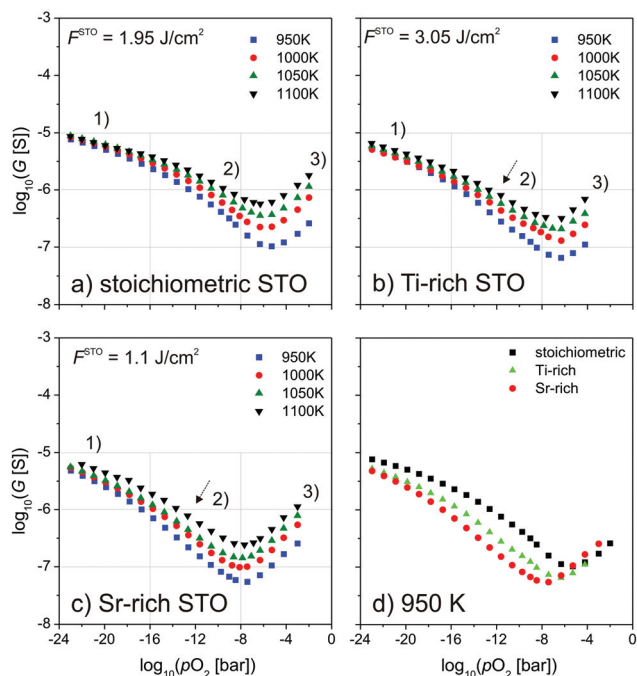 F^STO = 1.95 J/cm²
950K
1000K
1050K
1100K
1)
2)
3)
a) stoichiometric STO
log₁₀(G [S])
-3
-4
-5
-6
-7
-8
F^STO = 3.05 J/cm²
950K
1000K
1050K
1100K
1)
2)
3)
b) Ti-rich STO
F^STO = 1.1 J/cm²
950K
1000K
1050K
1100K
1)
2)
3)
c) Sr-rich STO
log₁₀(G [S])
-3
-4
-5
-6
-7
-8
-24 -20 -16 -12 -8 -4
log₁₀(pO₂ [bar])
stoichiometric
Ti-rich
Sr-rich
d) 950 K
-24 -20 -16 -12 -8 -4 0
log₁₀(pO₂ [bar])